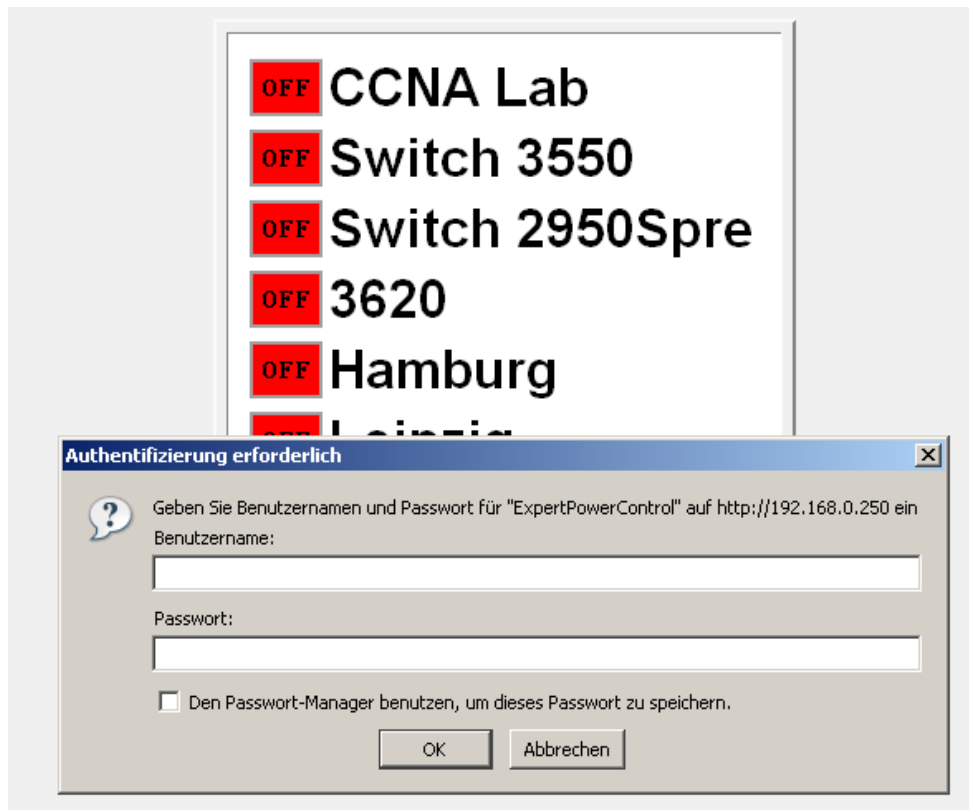 OFF CCNA Lab
OFF Switch 3550
OFF Switch 2950Spre
OFF 3620
OFF Hamburg
OFF Leipzig
Authentifizierung erforderlich
Geben Sie Benutzernamen und Passwort für "ExpertPowerControl" auf http://192.168.0.250 ein
Benutzername:
Passwort:
Den Passwort-Manager benutzen, um dieses Passwort zu speichern.
OK Abbrechen